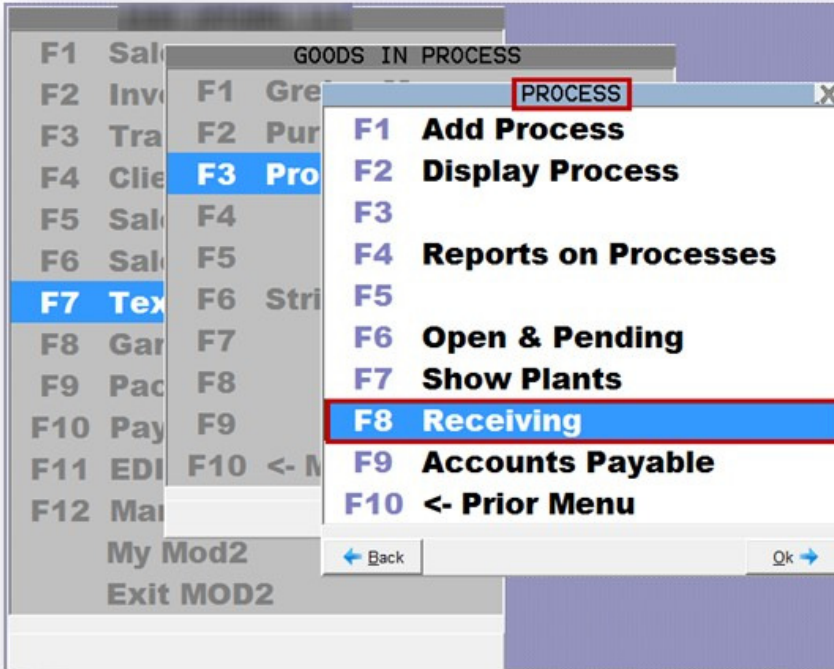 F1 Sal
F2 Inv
F3 Tra
F4 Clie
F5 Sal
F6 Sal
F7 Tex
F8 Gar
F9 Pac
F10 Pay
F11 EDI
F12 Mai
My Mod2
Exit MOD2
GOODS IN PROCESS
F1 Gre
F2 Pur
F3 Pro
F4
F5
F6 Stri
F7
F8
F9
F10 <- M
PROCESS
F1 Add Process
F2 Display Process
F3
F4 Reports on Processes
F5
F6 Open & Pending
F7 Show Plants
F8 Receiving
F9 Accounts Payable
F10 <- Prior Menu
Back Ok